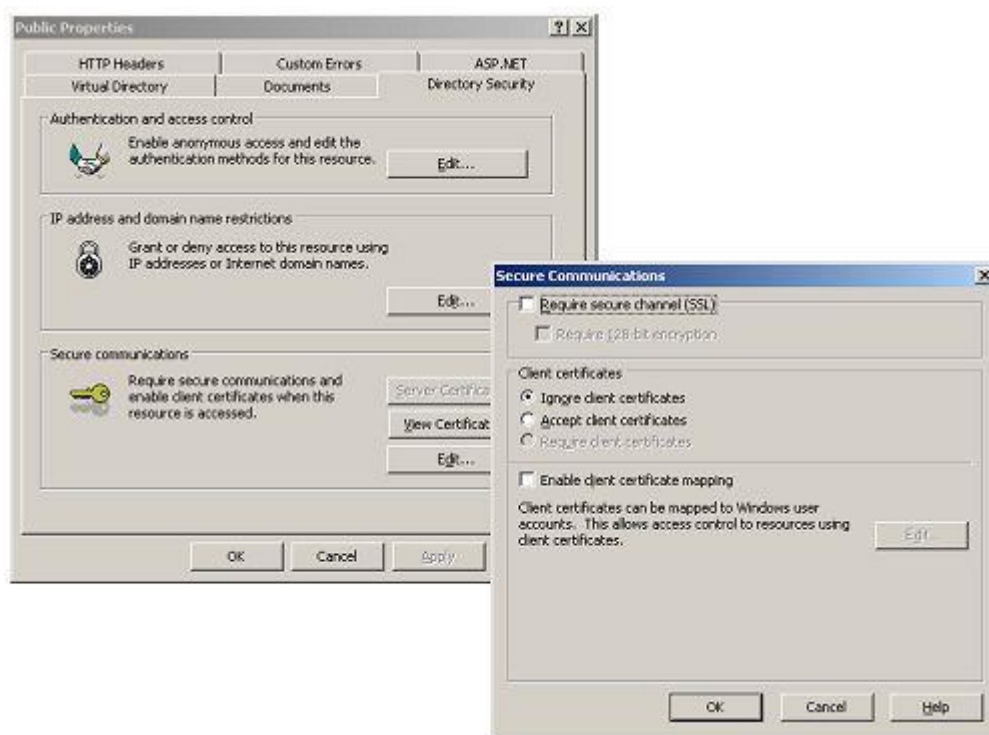 Public Properties
HTTP Headers
Custom Errors
ASP.NET
Virtual Directory
Documents
Directory Security
Authentication and access control
Enable anonymous access and edit the
authentication methods for this resource.
Edit...
IP address and domain name restrictions
Grant or deny access to this resource using
IP addresses or Internet domain names.
Edit...
Secure communications
Require secure communications and
enable client certificates when this
resource is accessed.
Server Certifica
View Certificat
Edit...
OK
Cancel
Apply
Secure Communications
Require secure channel (SSL)
Require 128-bit encryption
Client certificates
Ignore client certificates
Accept client certificates
Require client certificates
Enable client certificate mapping
Client certificates can be mapped to Windows user
accounts. This allows access control to resources using
client certificates.
Edit...
OK
Cancel
Help